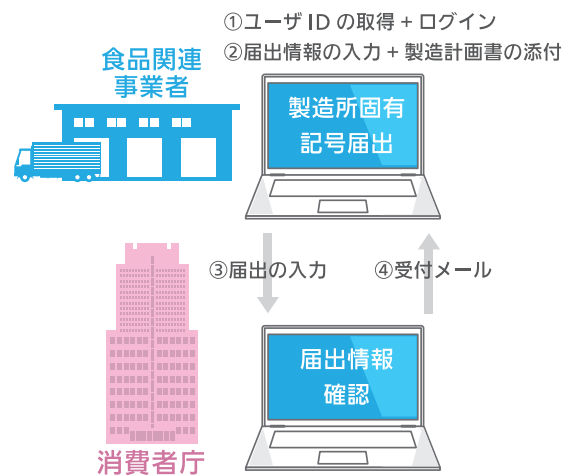 ①ユーザIDの取得+ログイン
②届出情報の入力+製造計画書の添付
食品関連
事業者
製造所固有
記号届出
③届出の入力
④受付メール
届出情報
確認
消費者庁